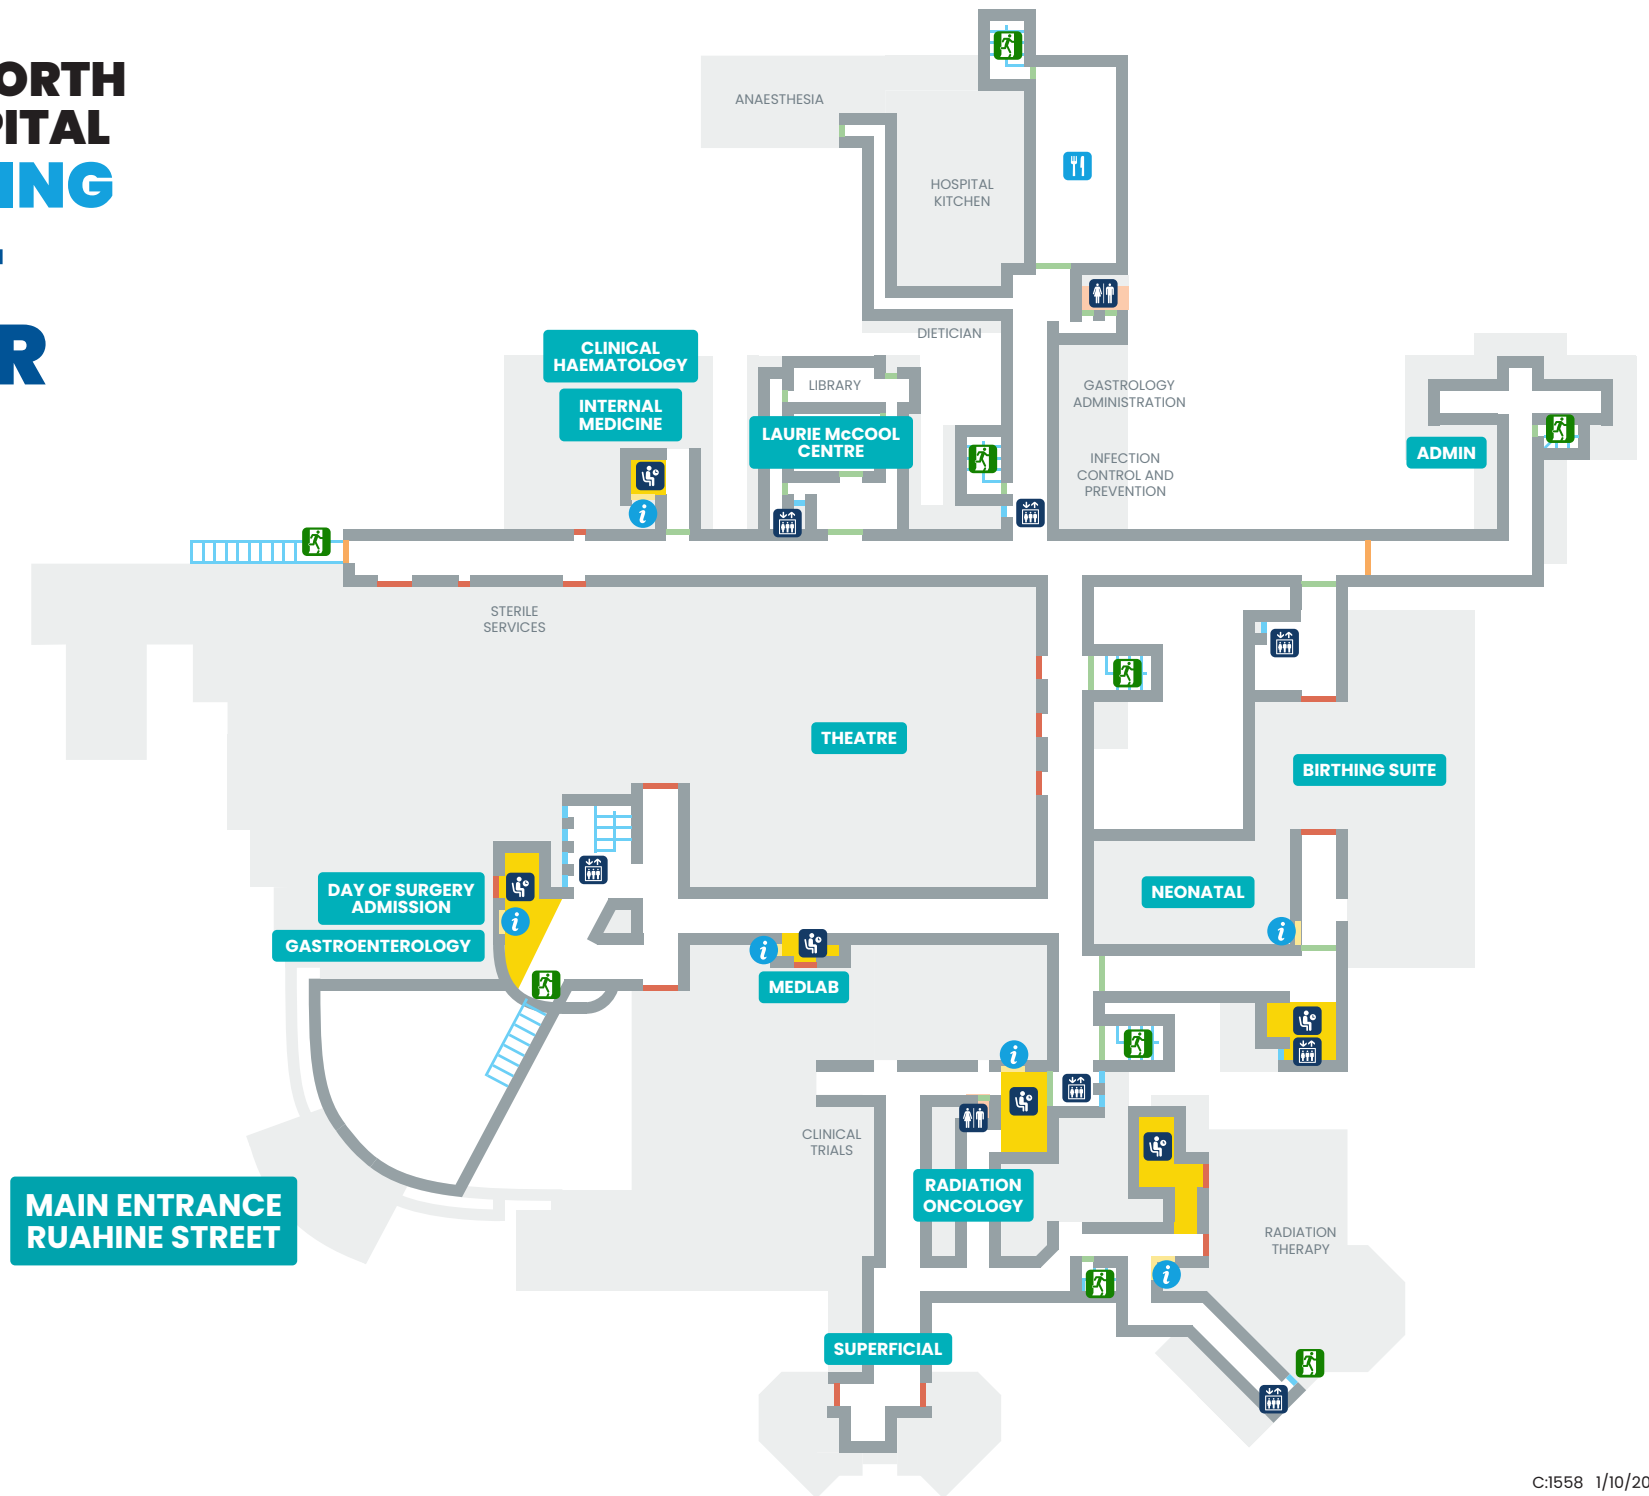 ORTH
PITAL
ING
R
ANAESTHESIA
HOSPITAL
KITCHEN
DIETICIAN
CLINICAL
HAEMATOLOGY
INTERNAL
MEDICINE
LIBRARY
LAURIE McCOOL
CENTRE
GASTROLOGY
ADMINISTRATION
INFECTION
CONTROL AND
PREVENTION
ADMIN
STERILE
SERVICES
THEATRE
BIRTHING SUITE
DAY OF SURGERY
ADMISSION
GASTROENTEROLOGY
NEONATAL
MEDLAB
CLINICAL
TRIALS
RADIATION
ONCOLOGY
MAIN ENTRANCE
RUAHINE STREET
RADIATION
THERAPY
SUPERFICIAL
C:1558 1/10/20